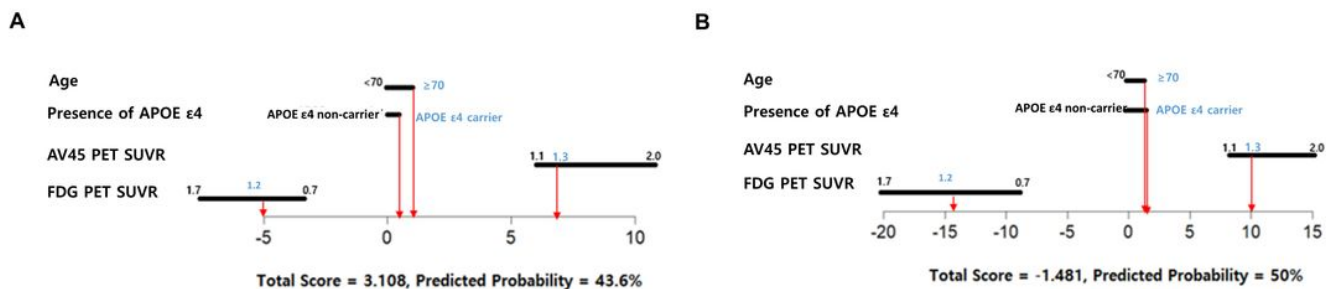 A
Age
<70
≥70
Presence of APOE ε4
APOE ε4 non-carrier
APOE ε4 carrier
AV45 PET SUVR
1.1 1.3 2.0
FDG PET SUVR
1.7 1.2 0.7
-5 0 5 10
Total Score = 3.108, Predicted Probability = 43.6%
B
Age
<70
≥70
Presence of APOE ε4
APOE ε4 non-carrier
APOE ε4 carrier
AV45 PET SUVR
1.1 1.3 2.0
FDG PET SUVR
1.7 1.2 0.7
-20 -15 -10 -5 0 5 10 15
Total Score = -1.481, Predicted Probability = 50%